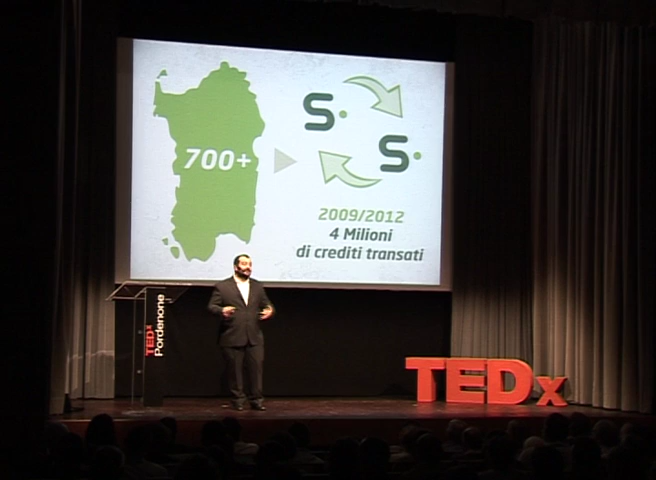 700+
S.
S.
2009/2012
4 Milioni
di crediti transati
TEDx
Pordenone
TEDx